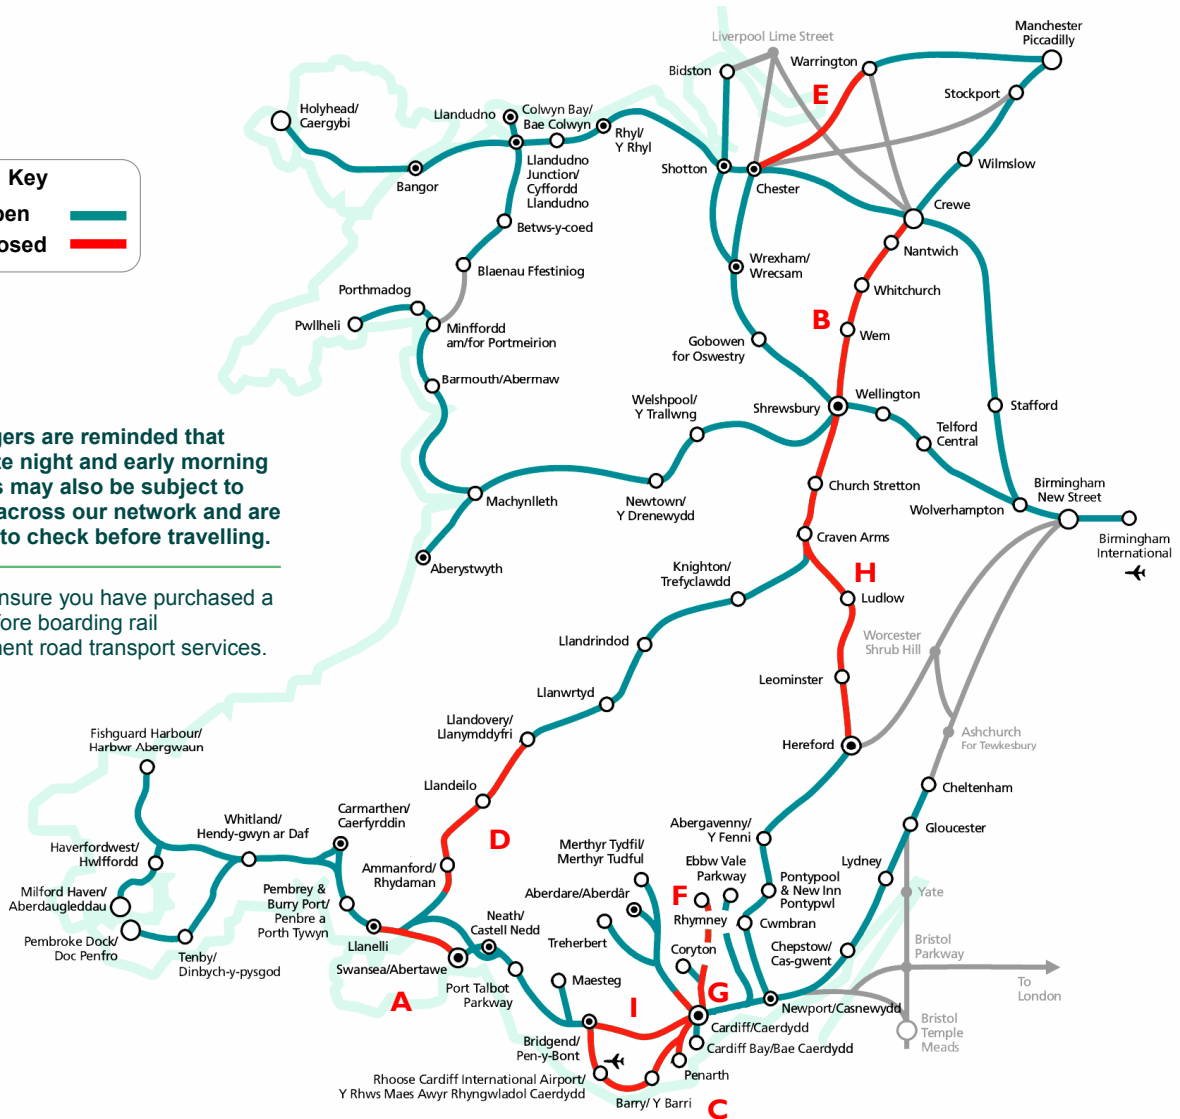 Liverpool Lime Street
Manchester
Piccadilly
Warrington
Bidston
E
Stockport
Holyhead/
Caergybi
Llandudno
Colwyn Bay/
Bae Colwyn
Rhyl/
Y Rhyl
Llandudno
Junction/
Cyffordd
Llandudno
Bangor
Shotton
Chester
Wilmslow
Key
Crewe
Betws-y-coed
Nantwich
Wrexham/
Wrecsam
Blaenau Ffestiniog
Whitchurch
Porthmadog
Pwllheli
Minffordd
am/for Portmeirion
B
Wem
Gobowen
for Oswestry
Barmouth/Abermaw
Welshpool/
Y Trallwng
Shrewsbury
Wellington
Stafford
Telford
Central
gers are reminded that
e night and early morning
s may also be subject to
across our network and are
to check before travelling.
Machynlleth
Newtown/
Y Drenewydd
Church Stretton
Birmingham
New Street
Wolverhampton
Birmingham
International
Craven Arms
Aberystwyth
Knighton/
Trefyclawdd
H
Ludlow
nsure you have purchased a
fore boarding rail
ment road transport services.
Llandrindod
Worcester
Shrub Hill
Leominster
Llanwrtyd
Llandovery/
Llanymddyfri
Fishguard Harbour/
Harbwr Abergwaun
Hereford
Ashchurch
For Tewkesbury
Llandeilo
Cheltenham
Whitland/
Hendy-gwyn ar Daf
Carmarthen/
Caerfyrddin
D
Abergavenny/
Y Fenni
Gloucester
Haverfordwest/
Hwlffordd
Ammanford/
Rhydaman
Merthyr Tydfil/
Merthyr Tudful
Ebbw Vale
Parkway
Lydney
Milford Haven/
Aberdaugleddau
Pembrey &
Burry Port/
Penbre a
Porth Tywyn
Aberdare/Aberdâr
F
Rhymney
Pontypool
& New Inn
Pontypwl
Yate
Cwmbran
Pembroke Dock/
Doc Penfro
Tenby/
Dinbych-y-pysgod
Llanelli
Neath/
Castell Nedd
Treherbert
Coryton
Chepstow/
Cas-gwent
Bristol
Parkway
Swansea/Abertawe
Port Talbot
Parkway
Maesteg
To
London
A
I
G
Newport/Casnewydd
Bristol
Temple
Meads
Cardiff/Caerdydd
Bridgend/
Pen-y-Bont
Cardiff Bay/Bae Caerdydd
Rhoose Cardiff International Airport/
Y Rhws Maes Awyr Rhyngwladol Caerdydd
Penarth
Barry/ Y Barri
C